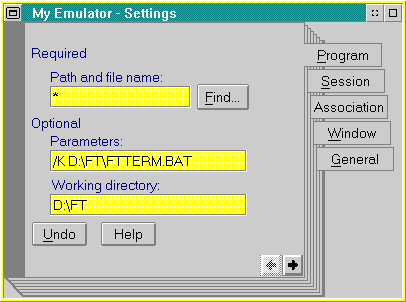 My Emulator - Settings
Required
Path and file name:
*
Find...
Optional
Parameters:
/K D:\FT\FTTERM.BAT
Working directory:
D:\FT
Undo
Help
Program
Session
Association
Window
General